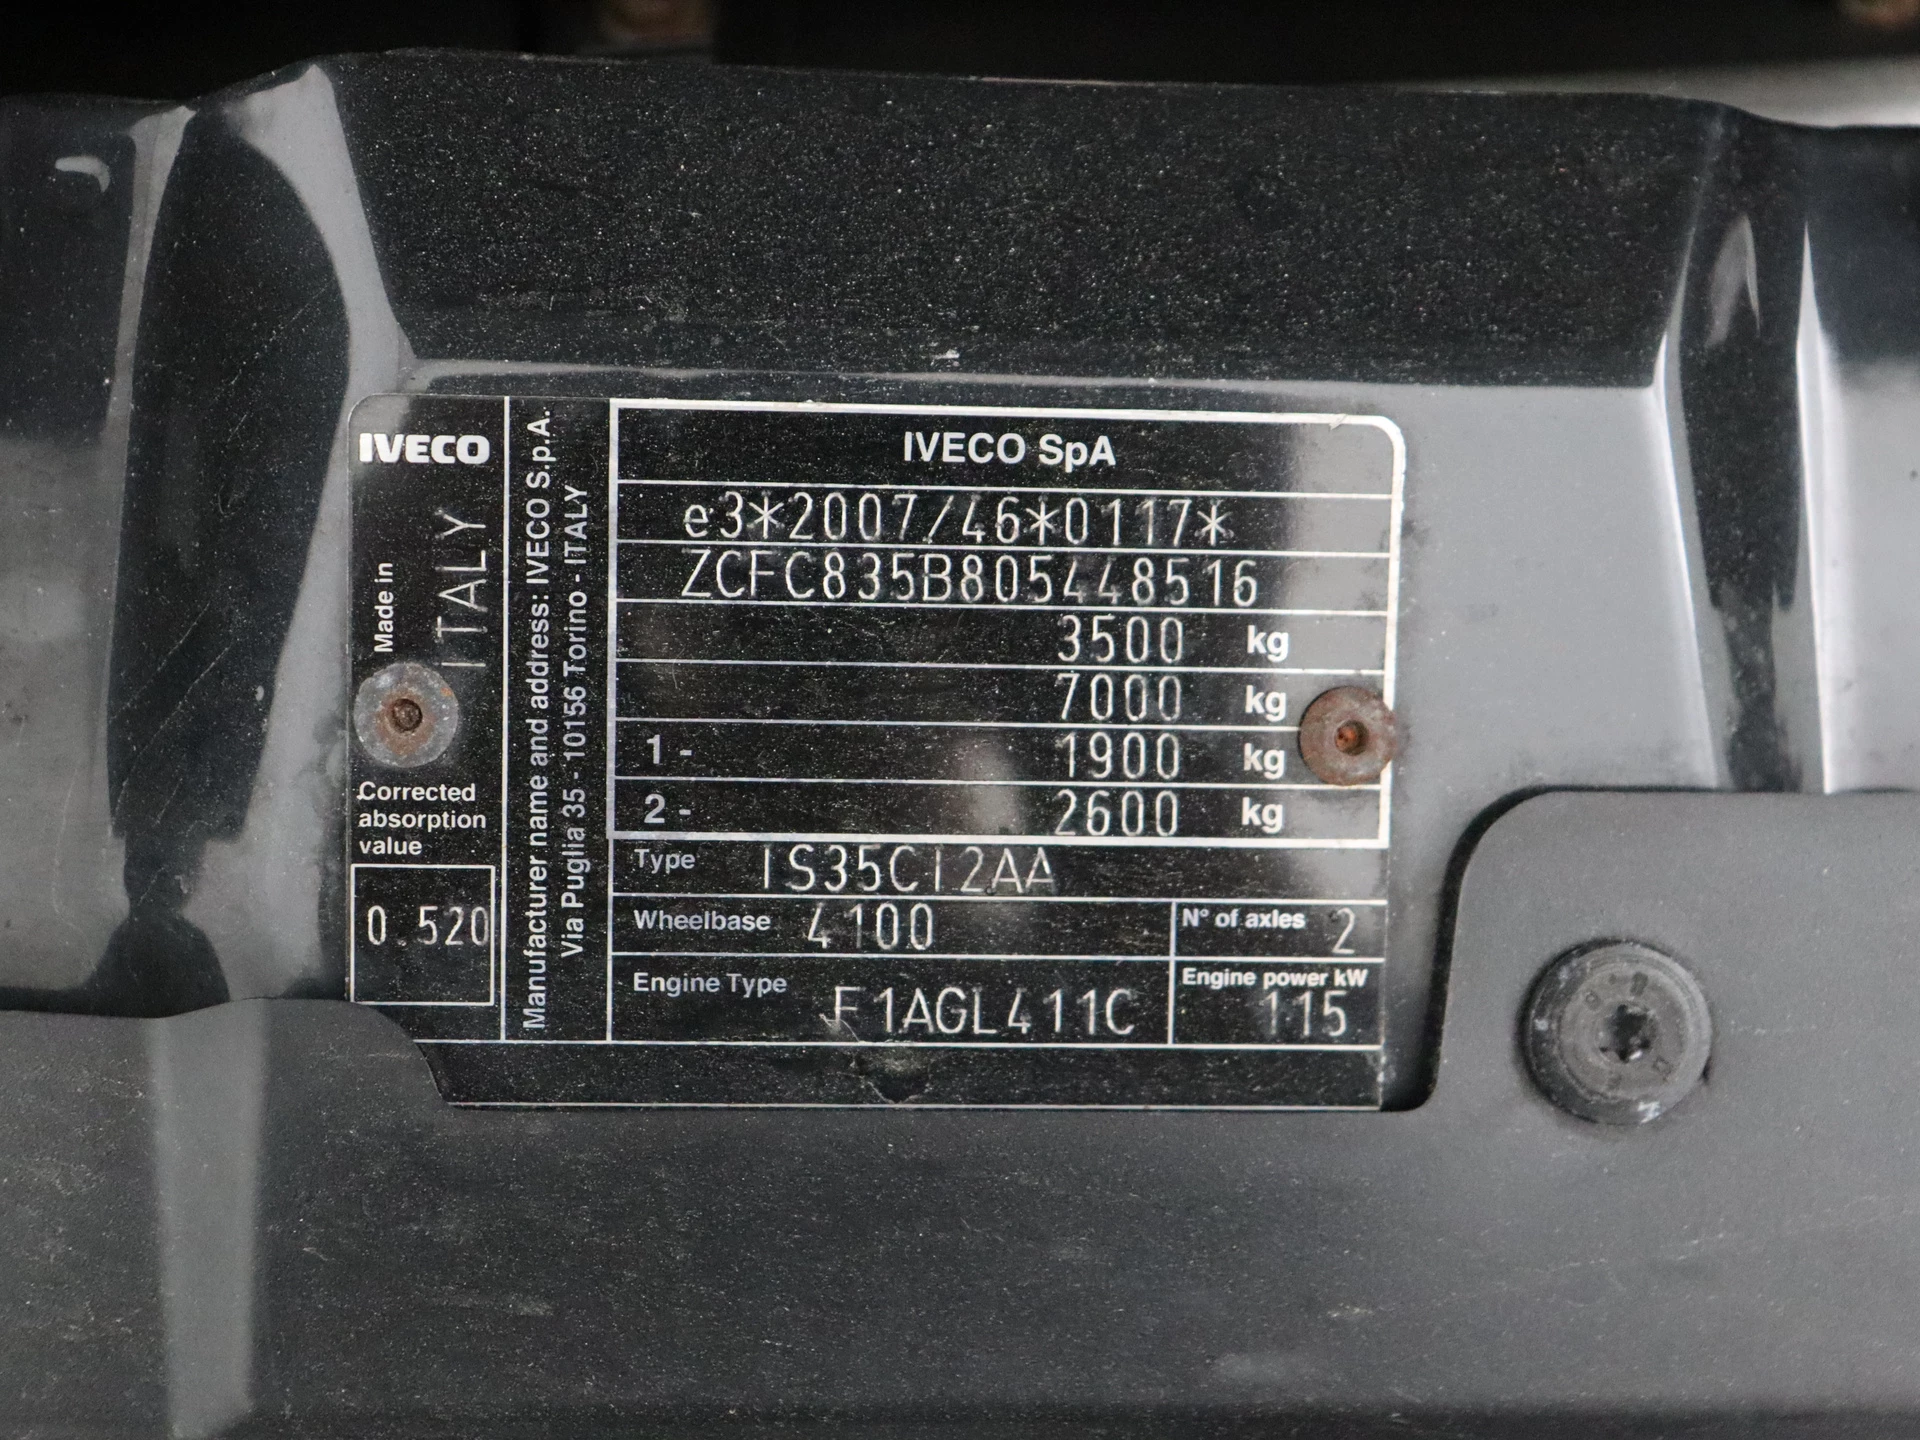 IVECO
Made in
ITALY
Corrected
absorption
value
0.520
Manufacturer name and address: IVECO S.p.A.
Via Puglia 35 - 10156 Torino - ITALY
IVECO SpA
e3*2007/46*0117*
ZCFC835B805448516
3500 kg
7000 kg
1 - 1900 kg
2 - 2600 kg
Type IS35CI2AA
Wheelbase 4100
N° of axles 2
Engine Type F1AGL411C
Engine power kW
115